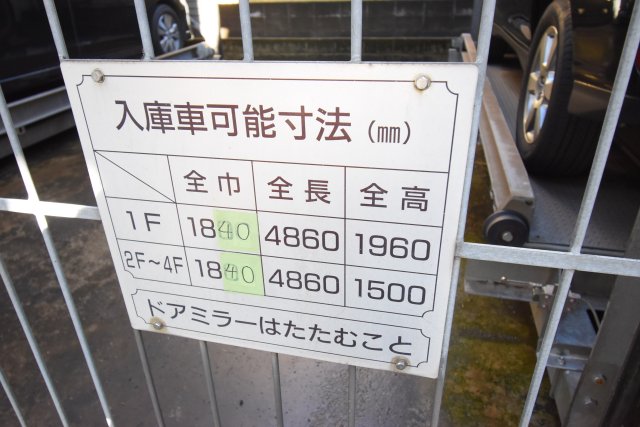 入庫車可能寸法(mm)
全巾 全長 全高
1F 1840 4860 1960
2F~4F 1840 4860 1500
ドアミラーはたたむこと